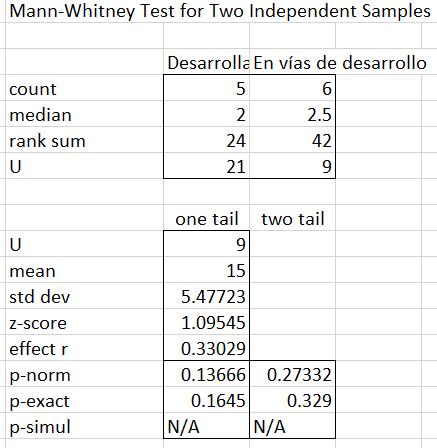 Mann-Whitney Test for Two Independent Samples
Desarrolla En vías de desarrollo
count 5 6
median 2 2.5
rank sum 24 42
U 21 9
one tail two tail
U 9
mean 15
std dev 5.47723
z-score 1.09545
effect r 0.33029
p-norm 0.13666 0.27332
p-exact 0.1645 0.329
p-simul N/A N/A